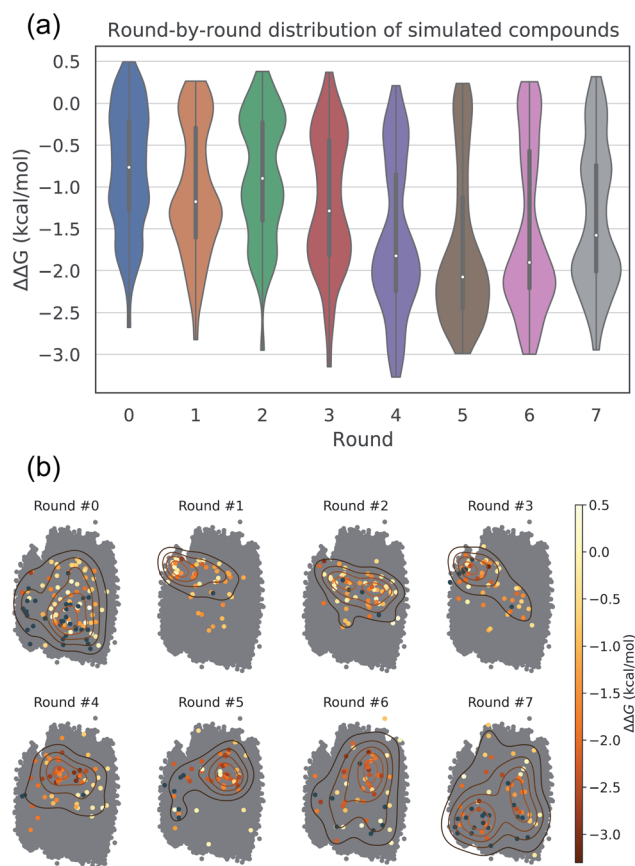 (a)
Round-by-round distribution of simulated compounds
0.5
0.0
−0.5
−1.0
−1.5
−2.0
−2.5
−3.0
ΔΔG (kcal/mol)
0 1 2 3 4 5 6 7
Round
(b)
Round #0 Round #1 Round #2 Round #3
Round #4 Round #5 Round #6 Round #7
0.5
0.0
−0.5
−1.0
−1.5
−2.0
−2.5
−3.0
ΔΔG (kcal/mol)